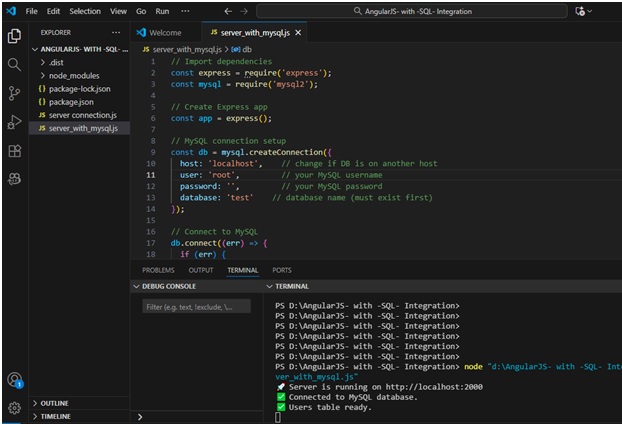 File Edit Selection View Go Run ··· ← → AngularJS- with -SQL- Integration
EXPLORER ···
ANGULARJS- WITH -SQL- ...
> .dist
> node_modules
{} package-lock.json
{} package.json
JS server connection.js
JS server_with_mysql.js
> OUTLINE
> TIMELINE
1
Welcome JS server_with_mysql.js ×
JS server_with_mysql.js > db
1 // Import dependencies
2 const express = require('express');
3 const mysql = require('mysql2');
4
5 // Create Express app
6 const app = express();
7
8 // MySQL connection setup
9 const db = mysql.createConnection({
10 host: 'localhost', // change if DB is on another host
11 user: 'root', // your MySQL username
12 password: '', // your MySQL password
13 database: 'test' // database name (must exist first)
14 });
15
16 // Connect to MySQL
17 db.connect((err) => {
18 if (err) {
PROBLEMS OUTPUT TERMINAL PORTS
DEBUG CONSOLE
Filter (e.g. text, !exclude, \...
>
TERMINAL
PS D:\AngularJS- with -SQL- Integration>
PS D:\AngularJS- with -SQL- Integration>
PS D:\AngularJS- with -SQL- Integration>
PS D:\AngularJS- with -SQL- Integration>
PS D:\AngularJS- with -SQL- Integration>
PS D:\AngularJS- with -SQL- Integration>
PS D:\AngularJS- with -SQL- Integration> node "d:\AngularJS- with -SQL- Int
ver_with_mysql.js"
🚀 Server is running on http://localhost:2000
✅ Connected to MySQL database.
✅ Users table ready.